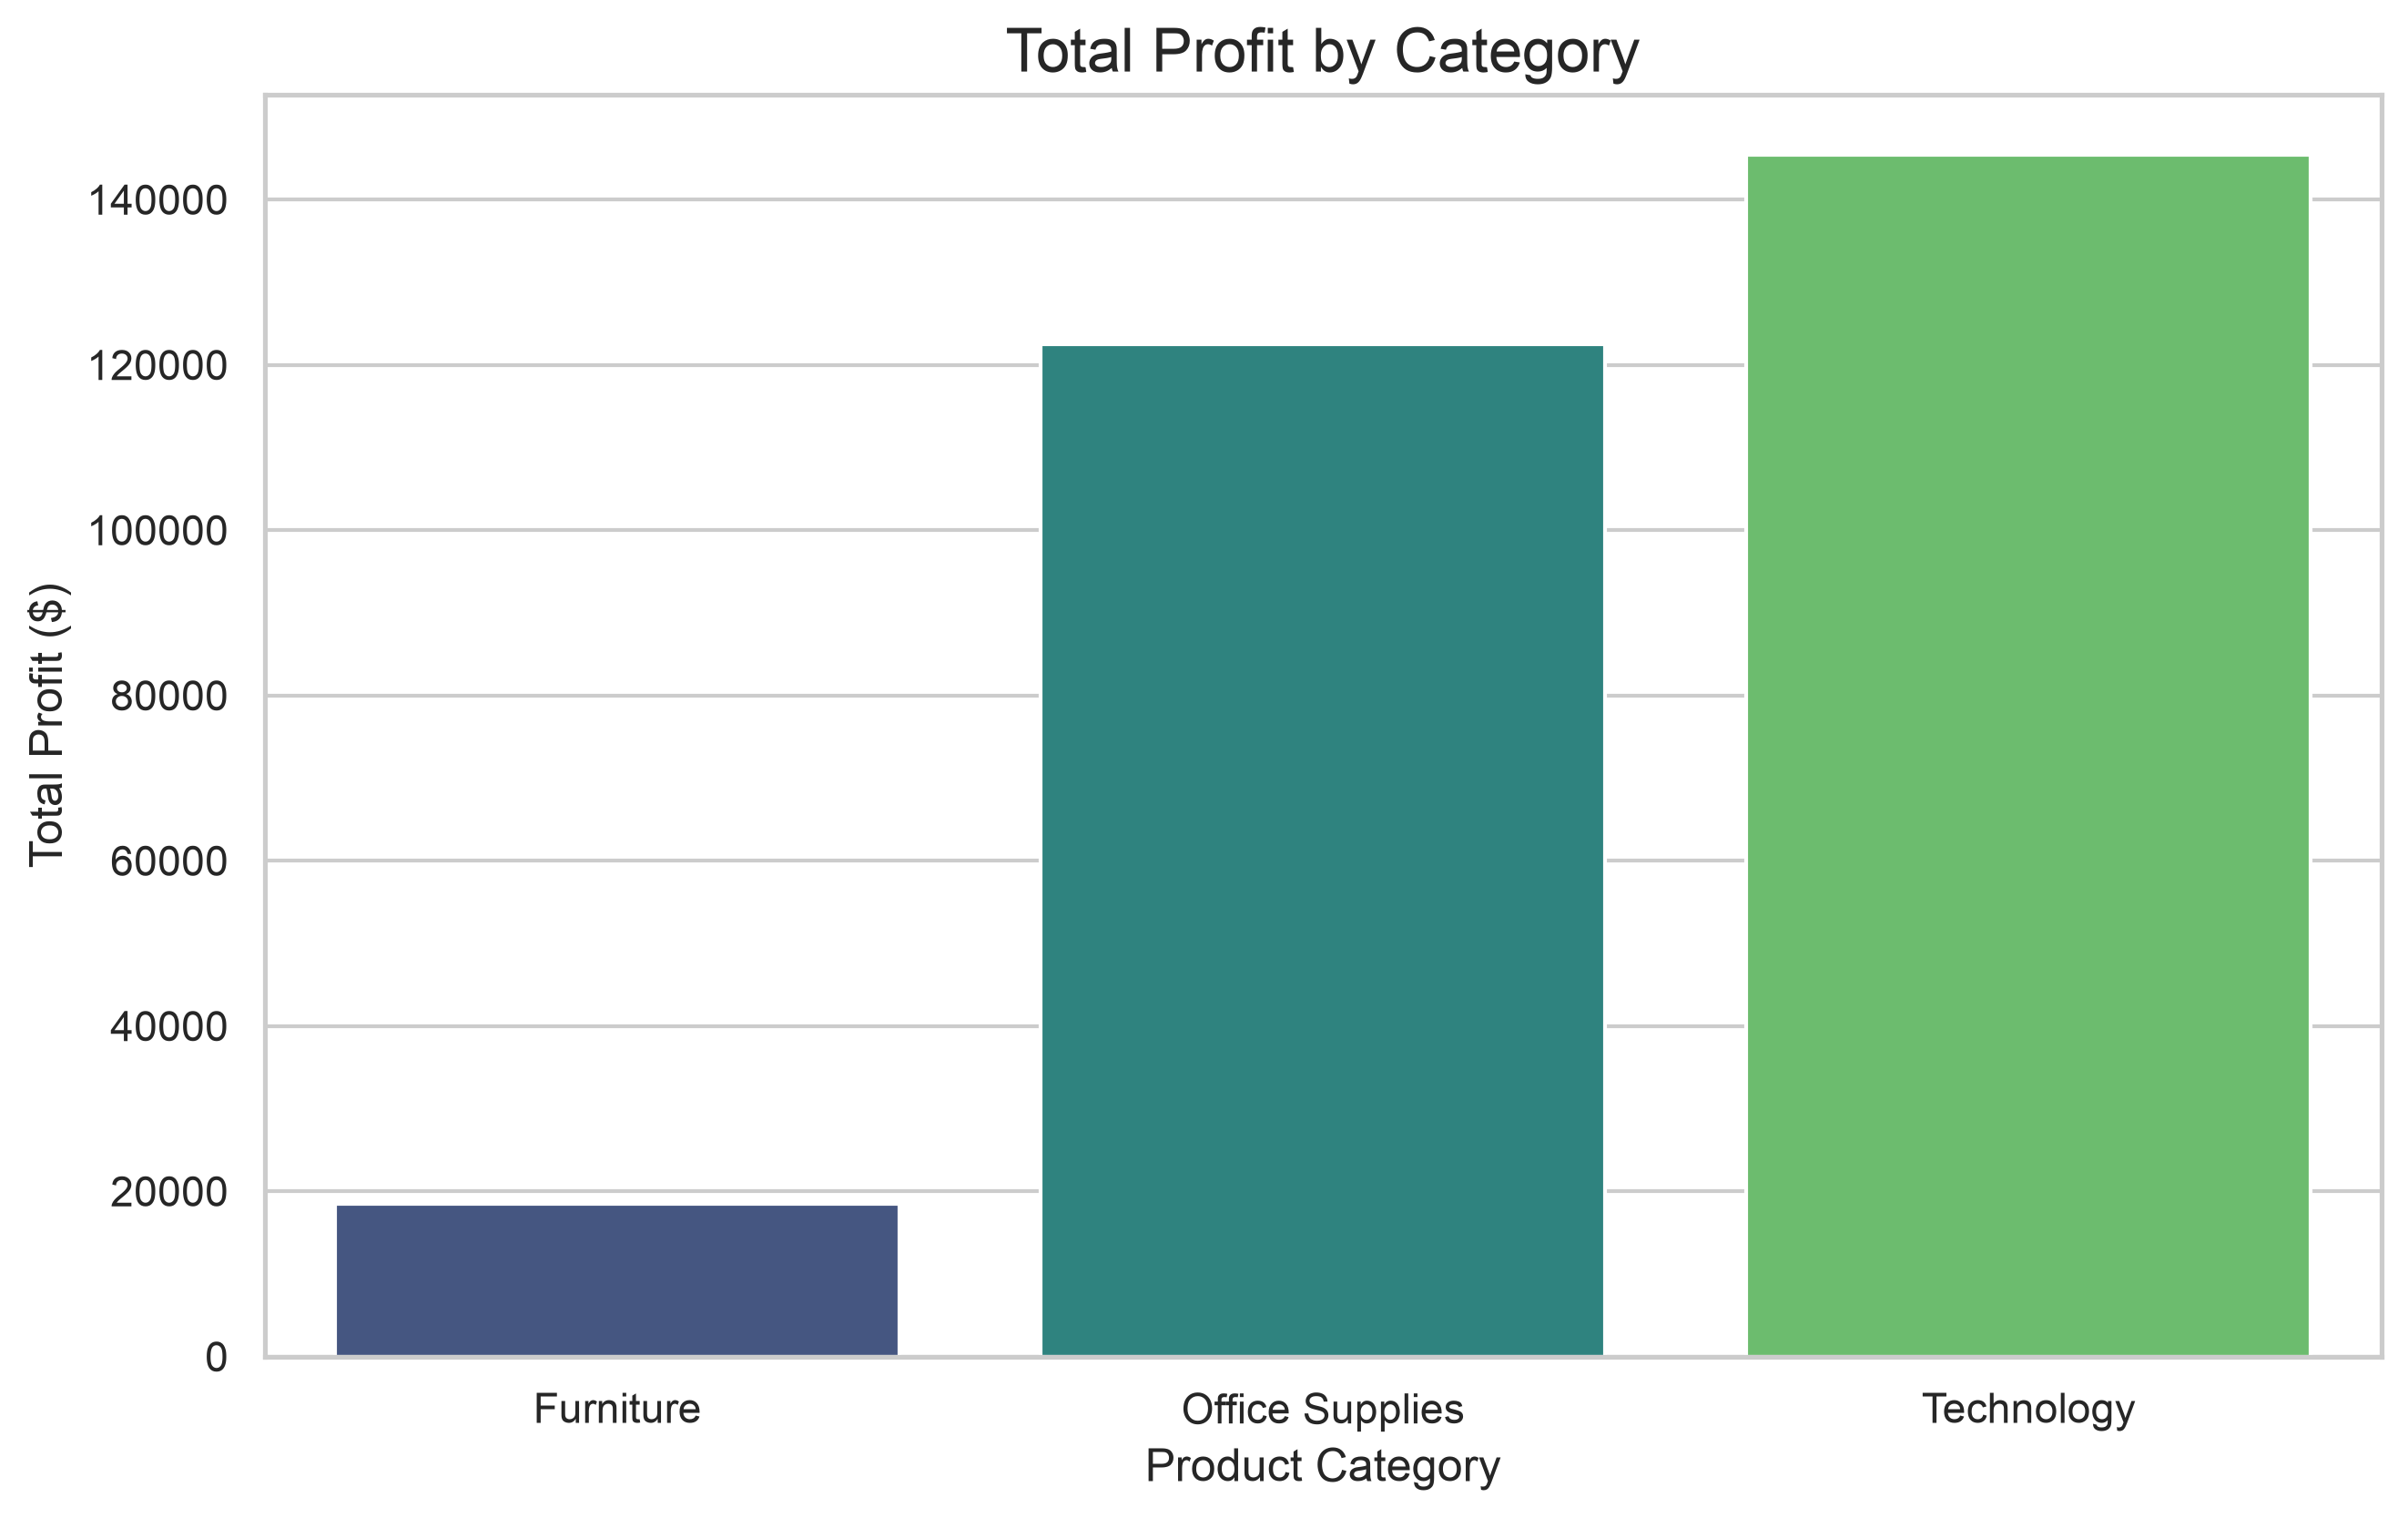 Total Profit by Category
Total Profit ($)
140000
120000
100000
80000
60000
40000
20000
0
Furniture
Office Supplies
Technology
Product Category